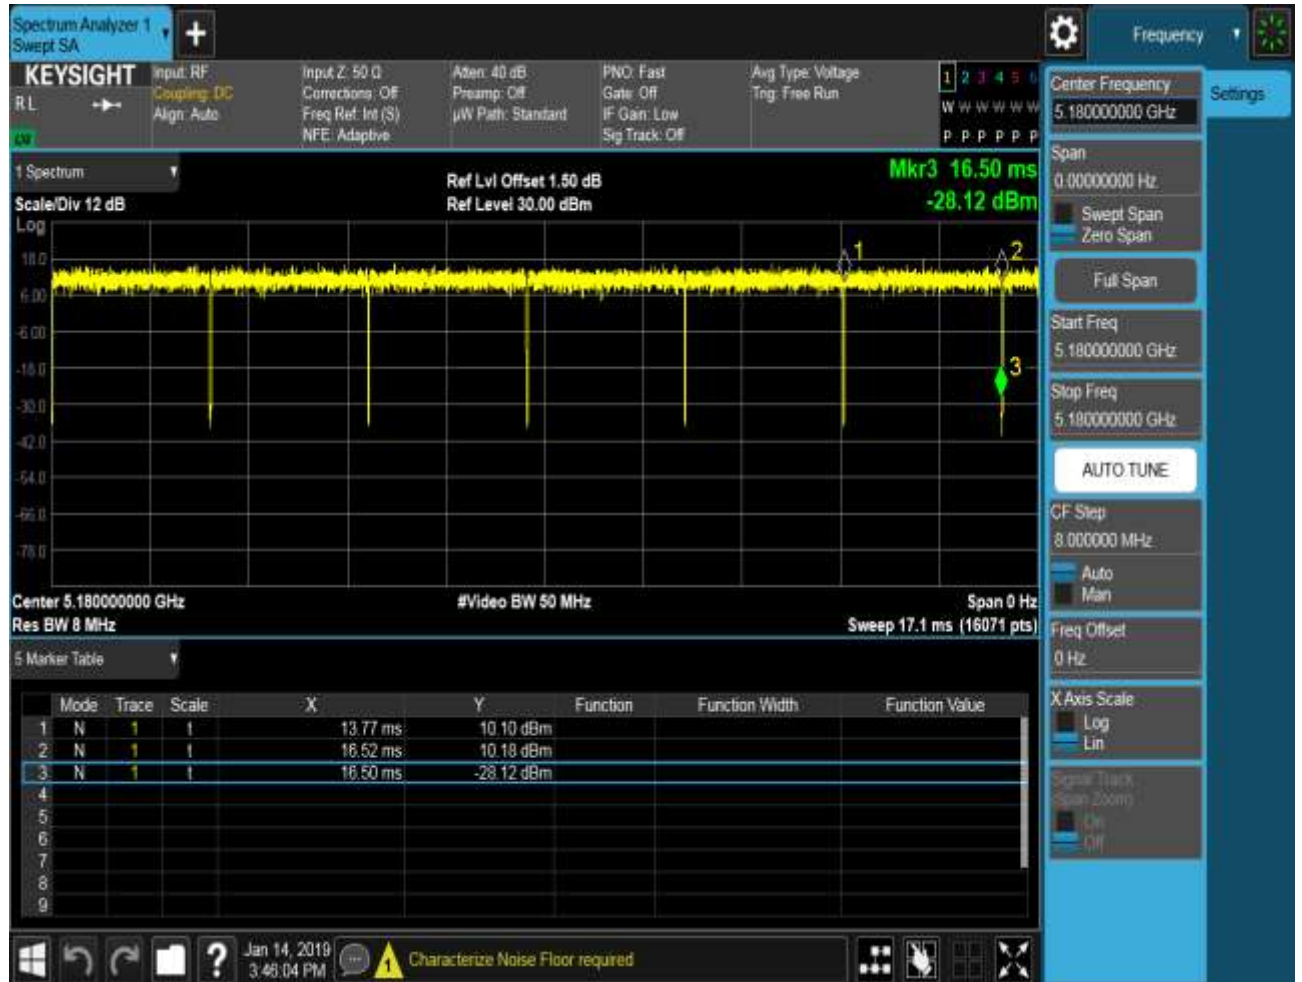 Spectrum Analyzer 1
Swept SA
Frequency
KEYSIGHT
R L
Input: RF
Coupling: DC
Align: Auto
Input Z: 50 Ω
Corrections: Off
Freq Ref: Int (S)
NFE: Adaptive
Atten: 40 dB
Preamp: Off
µW Path: Standard
PNO: Fast
Gate: Off
IF Gain: Low
Sig Track: Off
Avg Type: Voltage
Trig: Free Run
1 2 3 4 5 6
W W W W W W
P P P P P P
Center Frequency
5.180000000 GHz
Settings
1 Spectrum
Scale/Div 12 dB
Ref Lvl Offset 1.50 dB
Ref Level 30.00 dBm
Mkr3 16.50 ms
-28.12 dBm
Log
18.0
6.00
-6.00
-18.0
-30.0
-42.0
-54.0
-66.0
-78.0
1
2
3
Center 5.180000000 GHz
#Video BW 50 MHz
Span 0 Hz
Res BW 8 MHz
Sweep 17.1 ms (16071 pts)
Span
0.00000000 Hz
Swept Span
Zero Span
Full Span
Start Freq
5.180000000 GHz
Stop Freq
5.180000000 GHz
AUTO TUNE
CF Step
8.000000 MHz
Auto
Man
Freq Offset
0 Hz
X Axis Scale
Log
Lin
Signal Track
(Span Zoom)
On
Off
5 Marker Table
Mode Trace Scale X Y Function Function Width Function Value
1 N 1 t 13.77 ms 10.10 dBm
2 N 1 t 16.52 ms 10.18 dBm
3 N 1 t 16.50 ms -28.12 dBm
4
5
6
7
8
9
?
Jan 14, 2019
3:46:04 PM
Characterize Noise Floor required